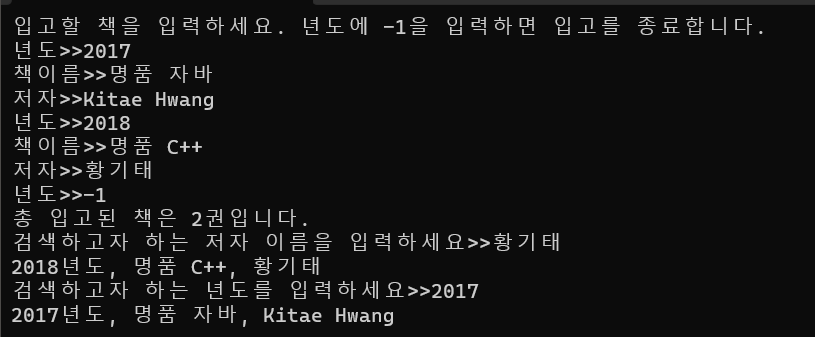 입고할 책을 입력하세요. 년도에 -1을 입력하면 입고를 종료합니다.
년도>>2017
책이름>>명품 자바
저자>>Kitae Hwang
년도>>2018
책이름>>명품 C++
저자>>황기태
년도>>-1
총 입고된 책은 2권입니다.
검색하고자 하는 저자 이름을 입력하세요>>황기태
2018년도, 명품 C++, 황기태
검색하고자 하는 년도를 입력하세요>>2017
2017년도, 명품 자바, Kitae Hwang